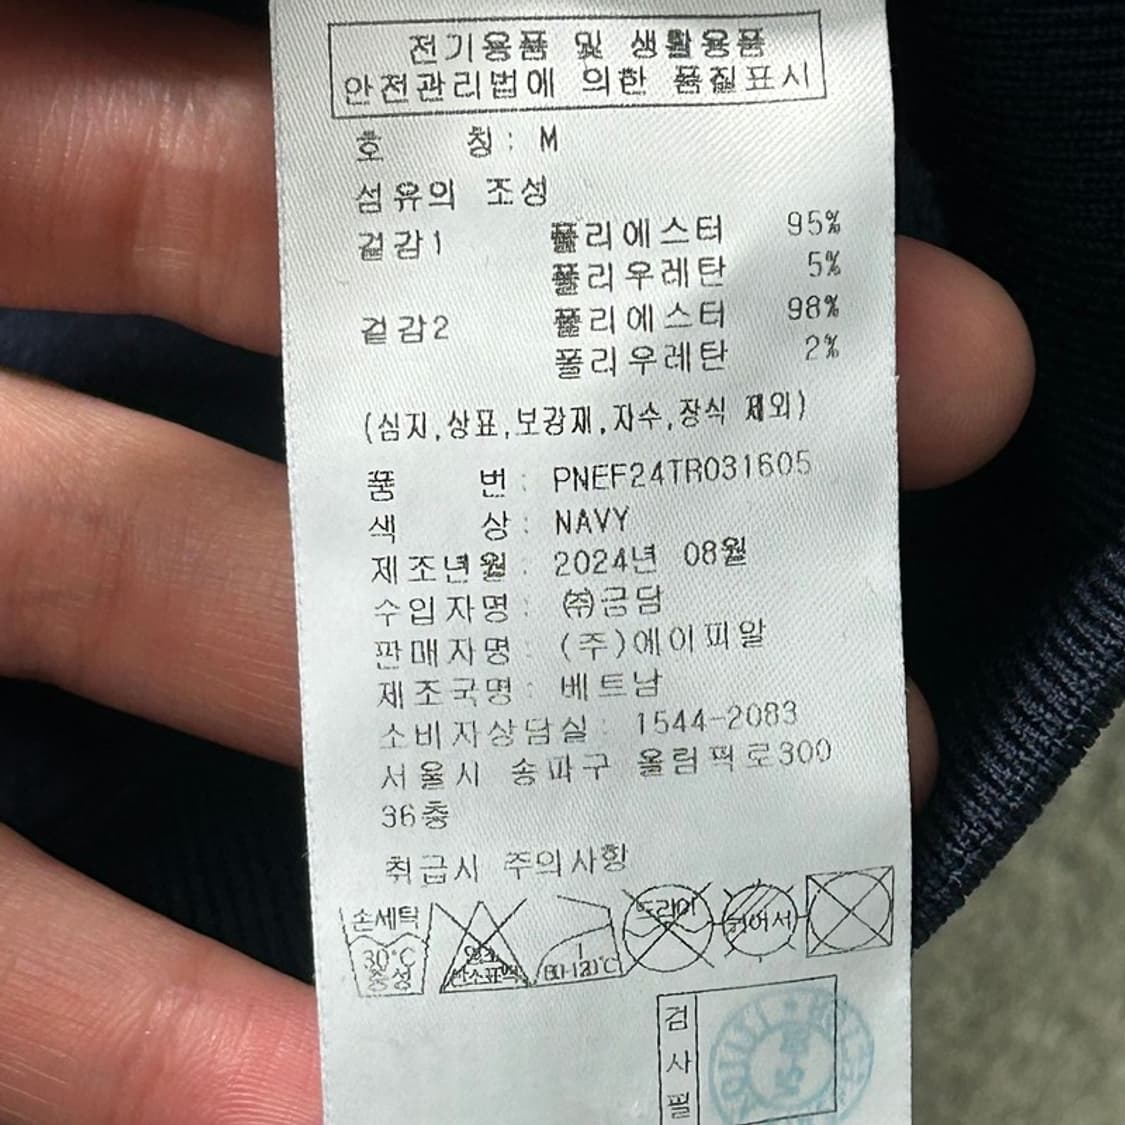 전기용품 및 생활용품
안전관리법에 의한 품질표시
호 칭: M
섬유의 조성
겉감1 폴리에스터 95%
폴리우레탄 5%
겉감2 폴리에스터 98%
폴리우레탄 2%
(심지,상표,보강재,자수,장식 제외)
품 번: PNEF24TR031605
색 상: NAVY
제조년월: 2024년 08월
수입자명: ㈜금담
판매자명: (주)에이피알
제조국명: 베트남
소비자상담실: 1544-2083
서울시 송파구 올림픽로300
36층
취급시 주의사항
손세탁
30°C
중성
염소
산소표백
1
80-120°C
드라이
뉘어서
검
사
필